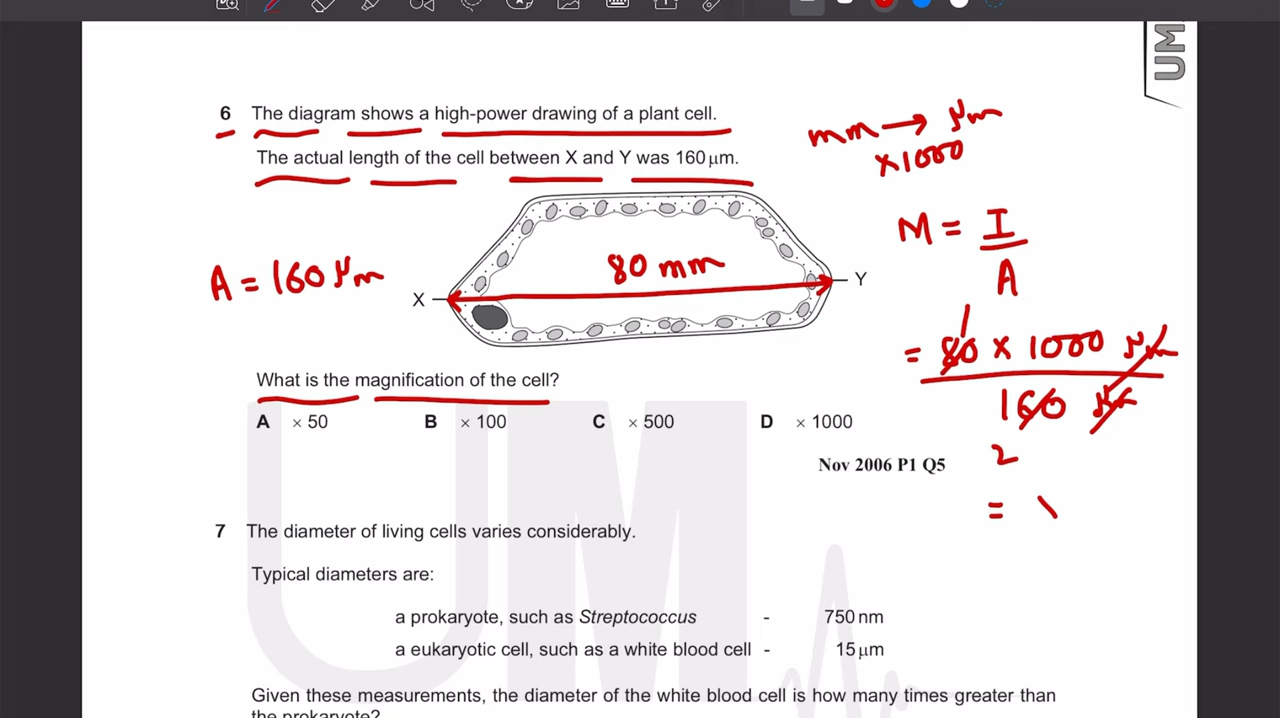 UM
6 The diagram shows a high-power drawing of a plant cell.
The actual length of the cell between X and Y was 160 μm.
mm → μm
×1000
M = I
A
A = 160 μm
80 mm
X
Y
1
= 80 × 1000 μm
160 μm
2
= \
What is the magnification of the cell?
A × 50 B × 100 C × 500 D × 1000
Nov 2006 P1 Q5
7 The diameter of living cells varies considerably.
Typical diameters are:
a prokaryote, such as Streptococcus - 750 nm
a eukaryotic cell, such as a white blood cell - 15 μm
Given these measurements, the diameter of the white blood cell is how many times greater than
the prokaryote?